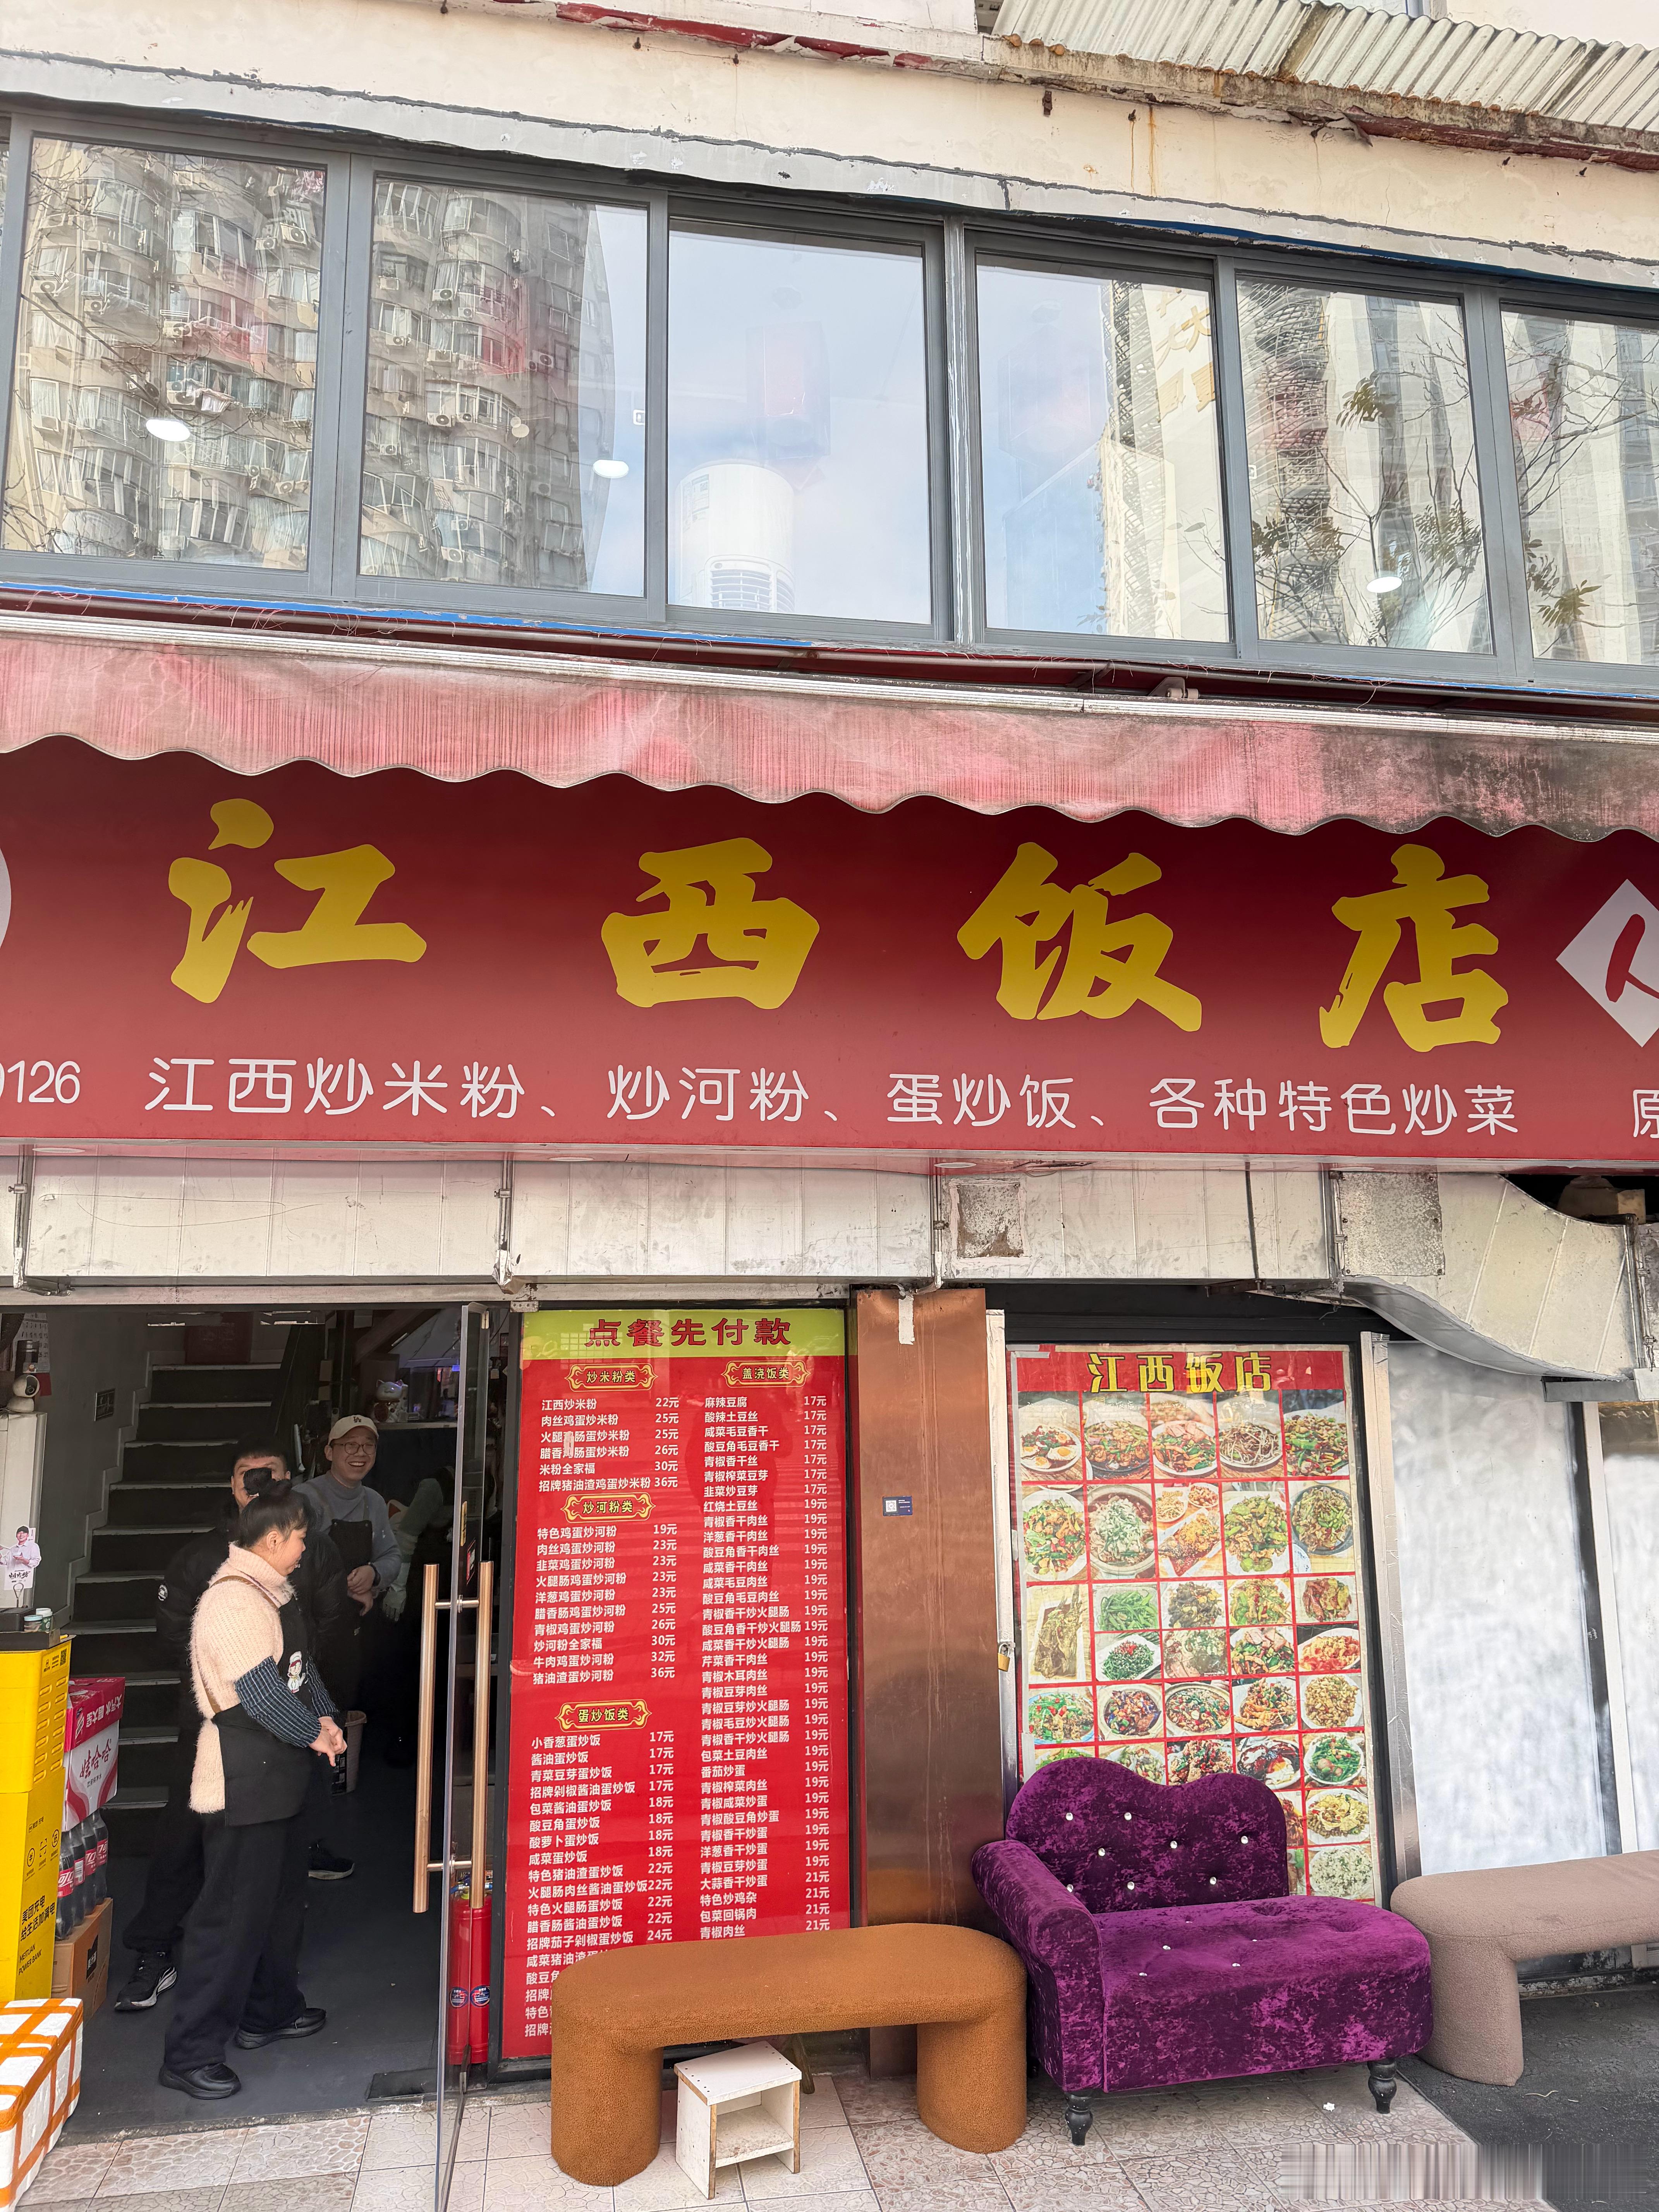 江西饭店
人
0126 江西炒米粉、炒河粉、蛋炒饭、各种特色炒菜 原
点餐先付款
炒米粉类
江西炒米粉 22元
肉丝鸡蛋炒米粉 25元
火腿肠蛋炒米粉 25元
腊香肠蛋炒米粉 26元
米粉全家福 30元
招牌猪油渣鸡蛋炒米粉 36元
炒河粉类
特色鸡蛋炒河粉 19元
肉丝鸡蛋炒河粉 23元
韭菜鸡蛋炒河粉 23元
火腿肠鸡蛋炒河粉 23元
洋葱鸡蛋炒河粉 23元
腊香肠鸡蛋炒河粉 25元
青椒鸡蛋炒河粉 26元
炒河粉全家福 30元
牛肉鸡蛋炒河粉 32元
猪油渣蛋炒河粉 36元
蛋炒饭类
小香葱蛋炒饭 17元
酱油蛋炒饭 17元
青菜豆芽蛋炒饭 17元
招牌剁椒酱油蛋炒饭 17元
包菜酱油蛋炒饭 18元
酸豆角蛋炒饭 18元
酸萝卜蛋炒饭 18元
咸菜蛋炒饭 18元
特色猪油渣蛋炒饭 22元
火腿肠肉丝酱油蛋炒饭 22元
特色火腿肠蛋炒饭 22元
腊香肠酱油蛋炒饭 22元
招牌茄子剁椒蛋炒饭 24元
咸菜猪油渣蛋
酸豆角
招牌
特色
招牌
盖浇饭类
麻辣豆腐 17元
酸辣土豆丝 17元
咸菜毛豆香干 17元
酸豆角毛豆香干 17元
青椒香干丝 17元
青椒榨菜豆芽 17元
韭菜炒豆芽 17元
红烧土豆丝 19元
青椒香干肉丝 19元
洋葱香干肉丝 19元
酸豆角香干肉丝 19元
咸菜香干肉丝 19元
咸菜毛豆肉丝 19元
酸豆角毛豆肉丝 19元
青椒香干炒火腿肠 19元
酸豆角香干炒火腿肠 19元
咸菜香干炒火腿肠 19元
芹菜香干肉丝 19元
青椒木耳肉丝 19元
青椒豆芽肉丝 19元
青椒豆芽炒火腿肠 19元
青椒毛豆炒火腿肠 19元
青椒香干炒火腿肠 19元
包菜土豆肉丝 19元
番茄炒蛋 19元
青椒榨菜肉丝 19元
青椒咸菜炒蛋 19元
青椒酸豆角炒蛋 19元
青椒香干炒蛋 19元
洋葱香干炒蛋 19元
青椒豆芽炒蛋 19元
大蒜香干炒蛋 21元
特色炒鸡杂 21元
包菜回锅肉 21元
青椒肉丝 21元
江西饭店
娃哈哈
美团充电
给生活加满电
MEITUAN
POWER BANK